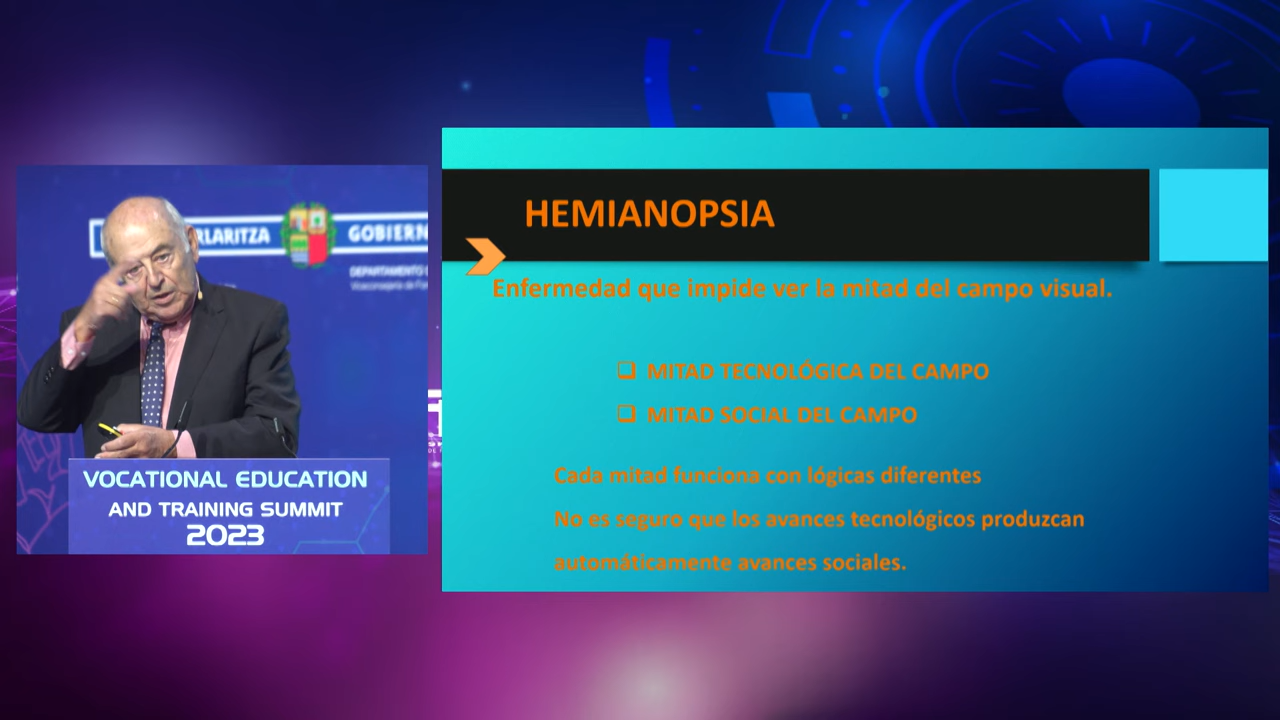 RLARITZA
GOBIERN
DEPARTAMENTO
VOCATIONAL EDUCATION
AND TRAINING SUMMIT
2023
HEMIANOPSIA
Enfermedad que impide ver la mitad del campo visual.
MITAD TECNOLÓGICA DEL CAMPO
MITAD SOCIAL DEL CAMPO
Cada mitad funciona con lógicas diferentes
No es seguro que los avances tecnológicos produzcan
automáticamente avances sociales.